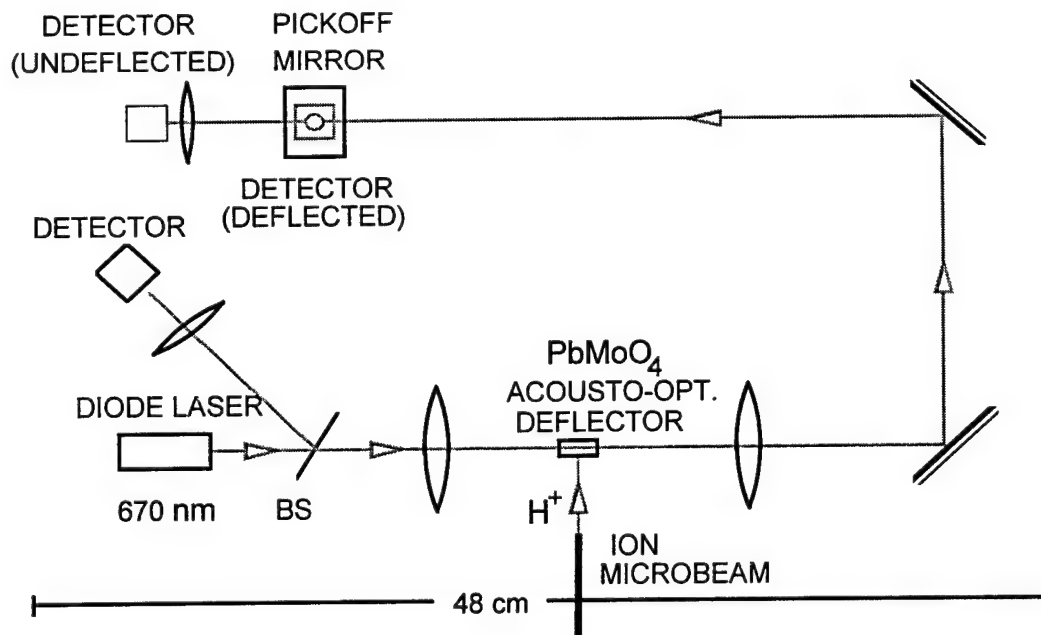 DETECTOR
(UNDEFLECTED)
PICKOFF
MIRROR
DETECTOR
(DEFLECTED)
DETECTOR
PbMoO4
ACOUSTO-OPT.
DEFLECTOR
DIODE LASER
670 nm
BS
H+
ION
MICROBEAM
48 cm